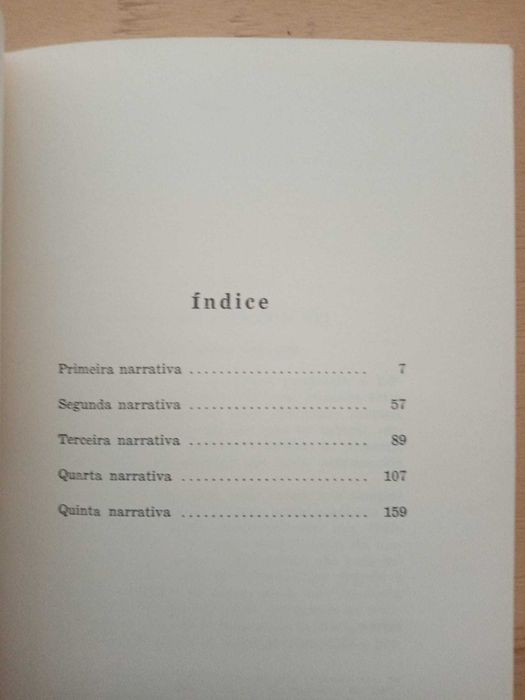 Índice
Primeira narrativa ........................ 7
Segunda narrativa ........................ 57
Terceira narrativa ........................ 89
Quarta narrativa ......................... 107
Quinta narrativa ......................... 159